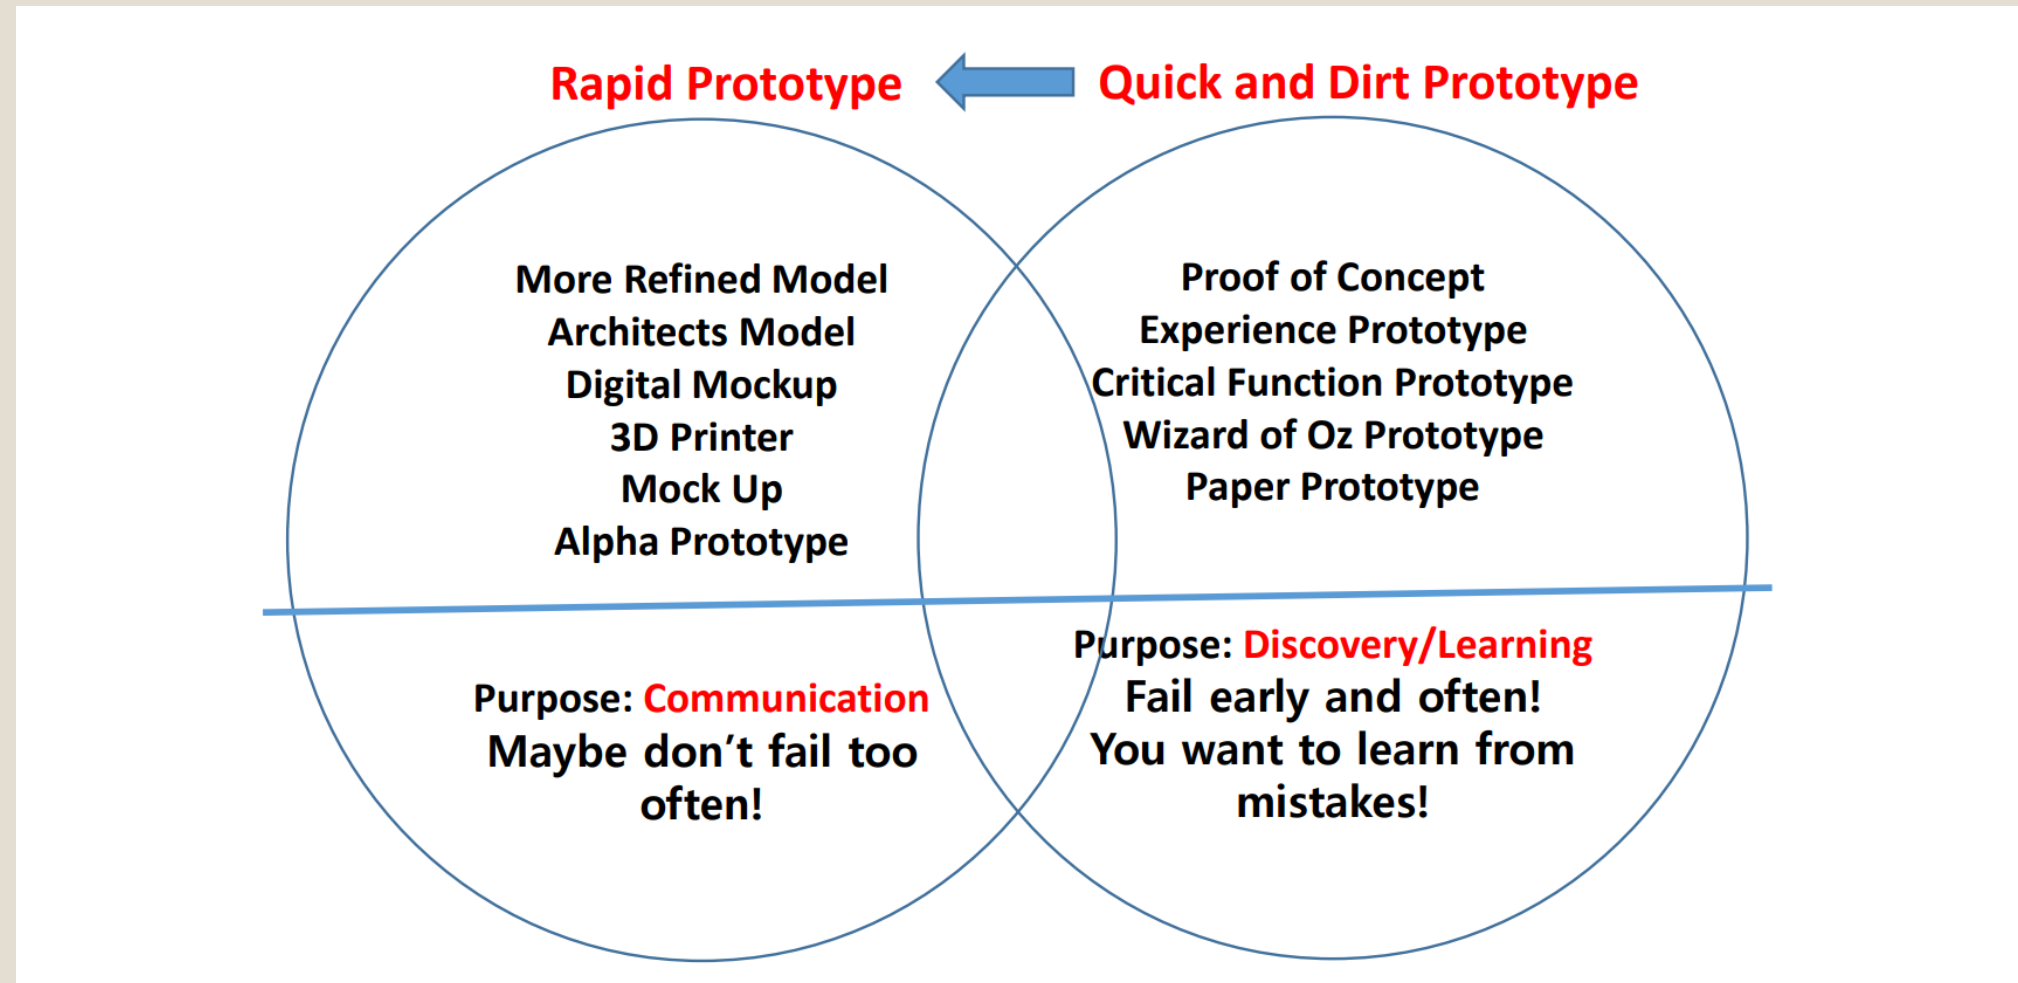 Rapid Prototype
Quick and Dirt Prototype
More Refined Model
Architects Model
Digital Mockup
3D Printer
Mock Up
Alpha Prototype
Proof of Concept
Experience Prototype
Critical Function Prototype
Wizard of Oz Prototype
Paper Prototype
Purpose: Communication
Maybe don’t fail too
often!
Purpose: Discovery/Learning
Fail early and often!
You want to learn from
mistakes!